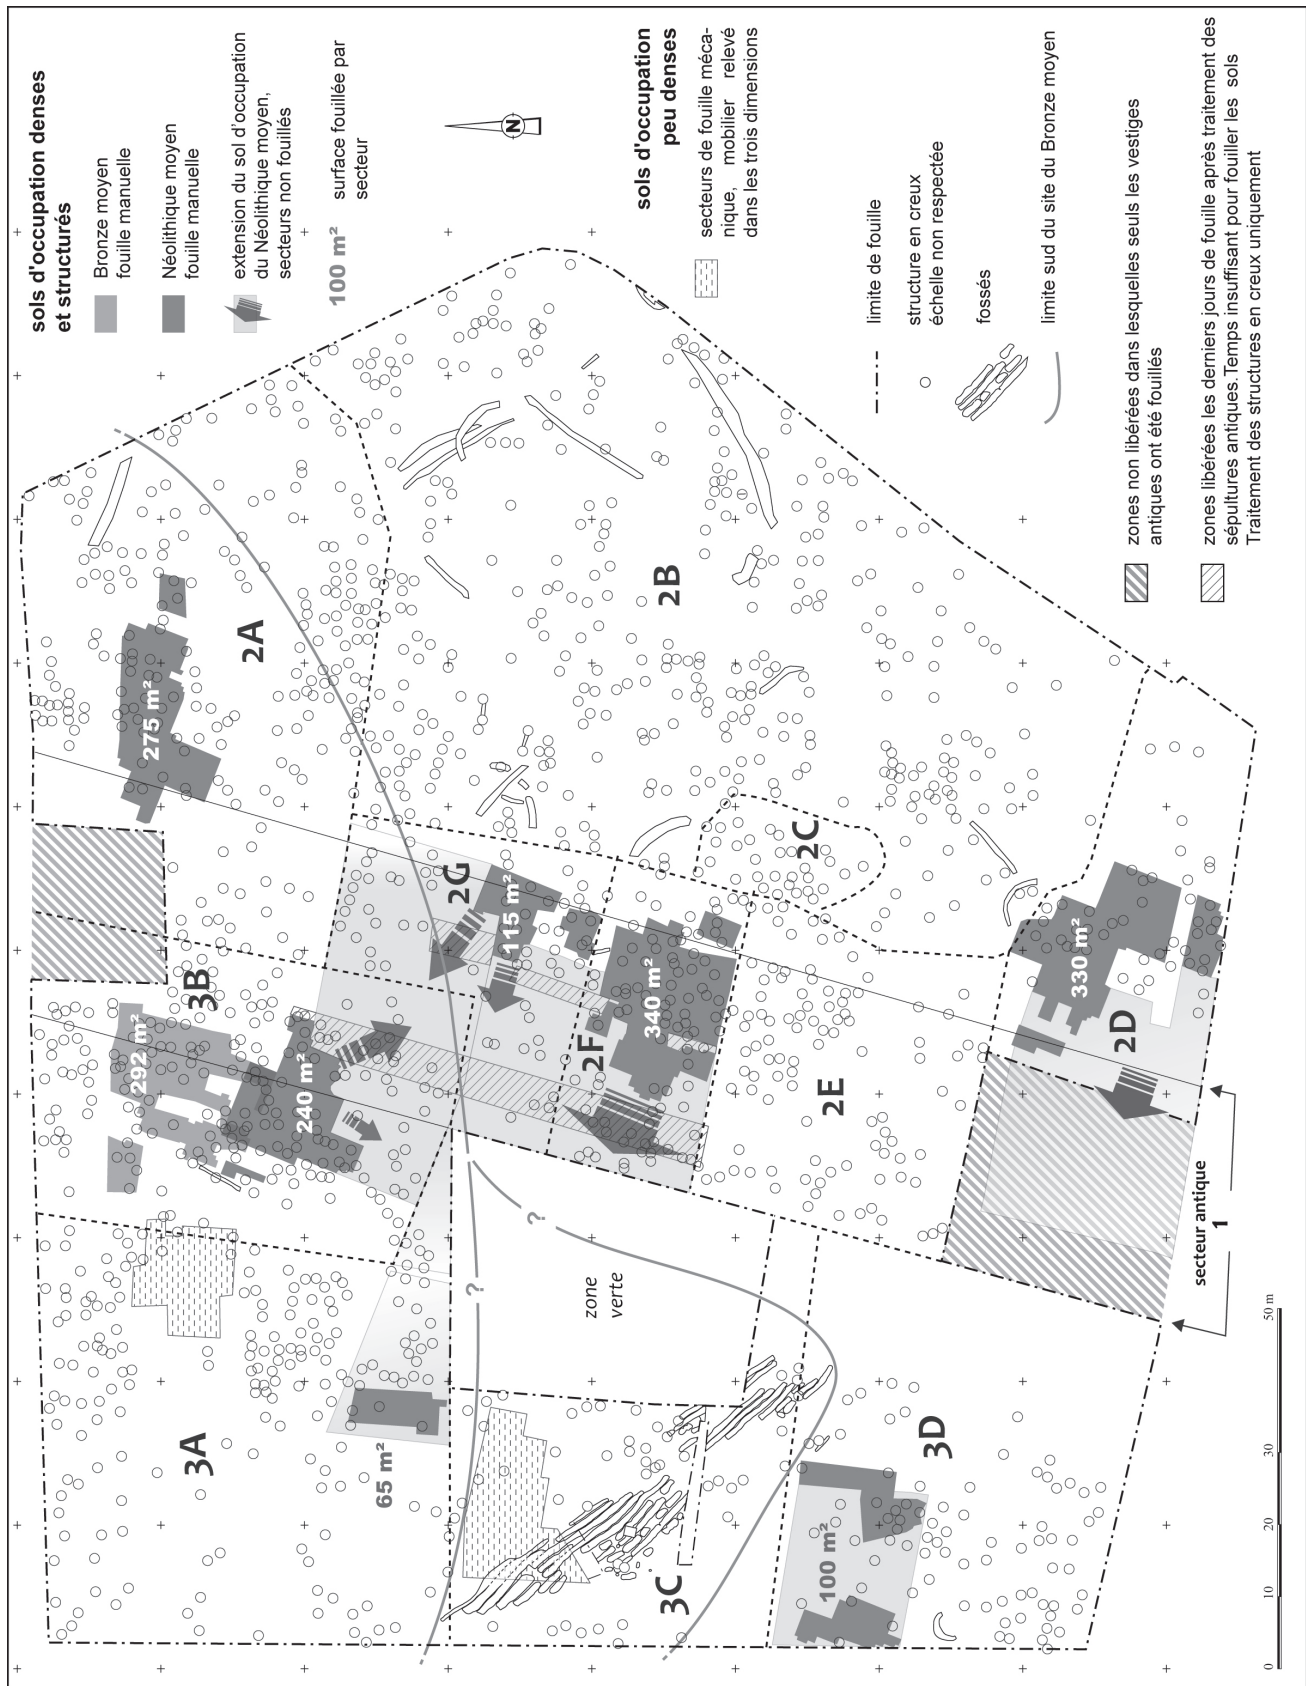 sols d'occupation denses
et structurés
Bronze moyen
fouille manuelle
Néolithique moyen
fouille manuelle
extension du sol d'occupation
du Néolithique moyen,
secteurs non fouillés
100 m²
surface fouillée par
secteur
N
sols d'occupation
peu denses
secteurs de fouille méca-
nique, mobilier relevé
dans les trois dimensions
limite de fouille
structure en creux
échelle non respectée
fossés
limite sud du site du Bronze moyen
zones non libérées dans lesquelles seuls les vestiges
antiques ont été fouillés
zones libérées les derniers jours de fouille après traitement des
sépultures antiques.Temps insuffisant pour fouiller les sols
Traitement des structures en creux uniquement
2A
275 m²
2B
2C
2G
115 m²
3B
292 m²
240 m²
2F
340 m²
2E
2D
330 m²
secteur antique
1
?
?
zone
verte
3A
65 m²
3C
3D
100 m²
0
10
20
30
50 m